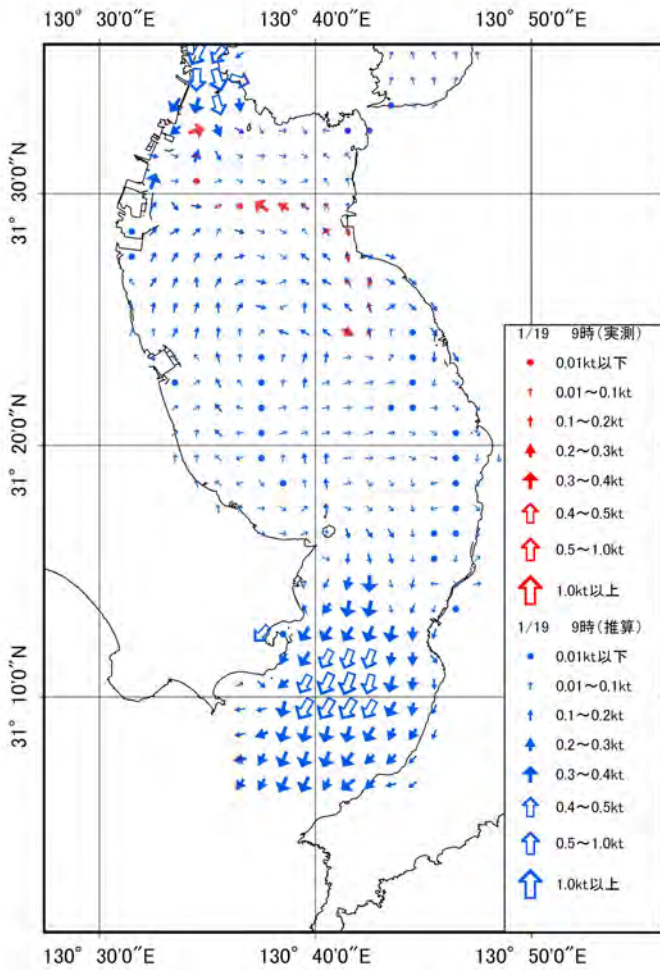 130° 30'0"E 130° 40'0"E 130° 50'0"E
31° 30'0"N
31° 20'0"N
31° 10'0"N
1/19 9時(実測)
0.01kt以下
0.01～0.1kt
0.1～0.2kt
0.2～0.3kt
0.3～0.4kt
0.4～0.5kt
0.5～1.0kt
1.0kt以上
1/19 9時(推算)
0.01kt以下
0.01～0.1kt
0.1～0.2kt
0.2～0.3kt
0.3～0.4kt
0.4～0.5kt
0.5～1.0kt
1.0kt以上
130° 30'0"E 130° 40'0"E 130° 50'0"E